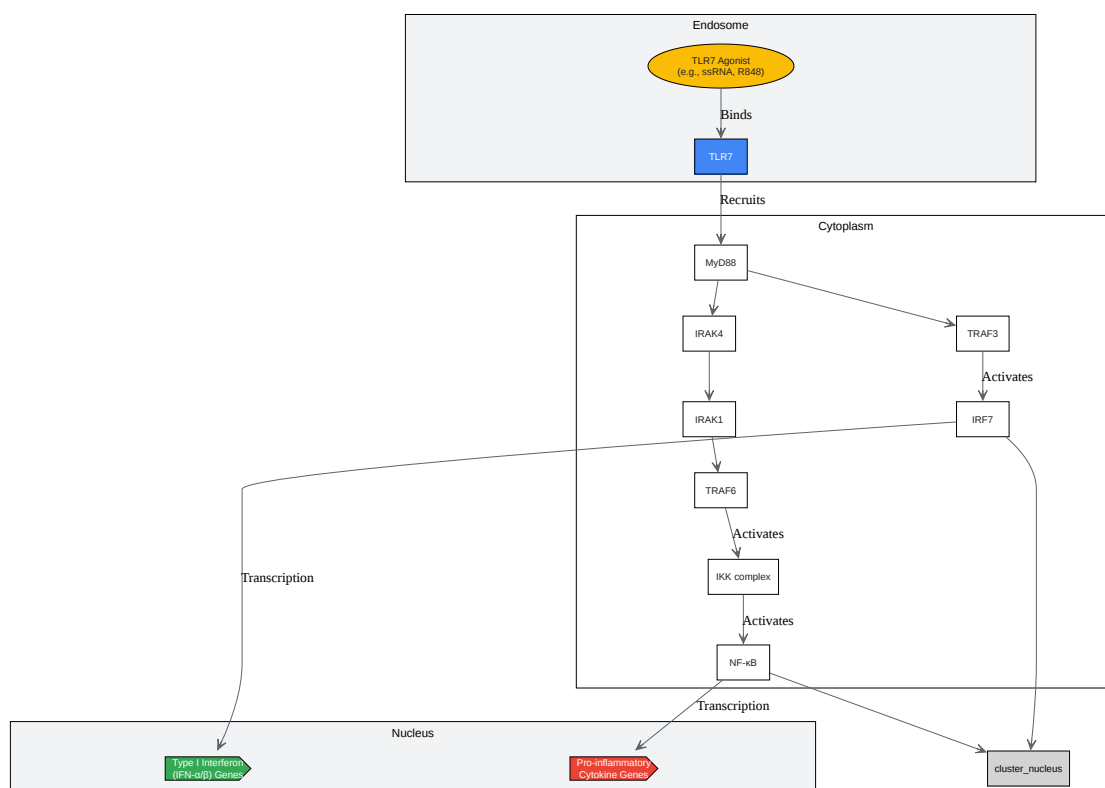 Endosome
TLR7 Agonist
(e.g., ssRNA, R848)
Binds
TLR7
Recruits
Cytoplasm
MyD88
IRAK4
TRAF3
Activates
IRAK1
IRF7
TRAF6
Activates
Transcription
IKK complex
Activates
NF-κB
Transcription
Nucleus
Type I Interferon
(IFN-α/β) Genes
Pro-inflammatory
Cytokine Genes
cluster_nucleus